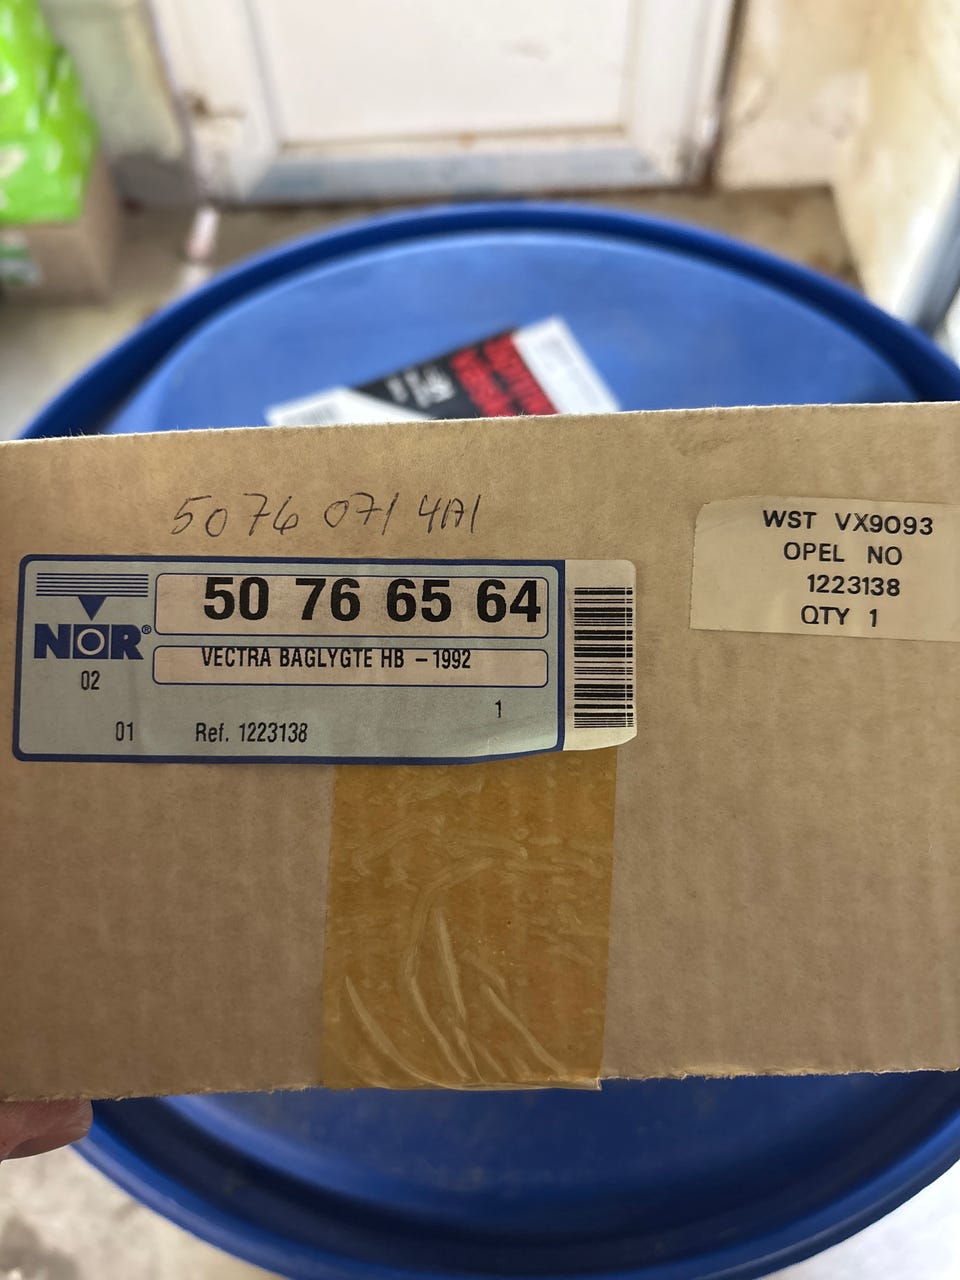 5076 071 4A1
50 76 65 64
NOR®
VECTRA BAGLYGTE HB - 1992
02
1
01 Ref. 1223138
WST VX9093
OPEL NO
1223138
QTY 1